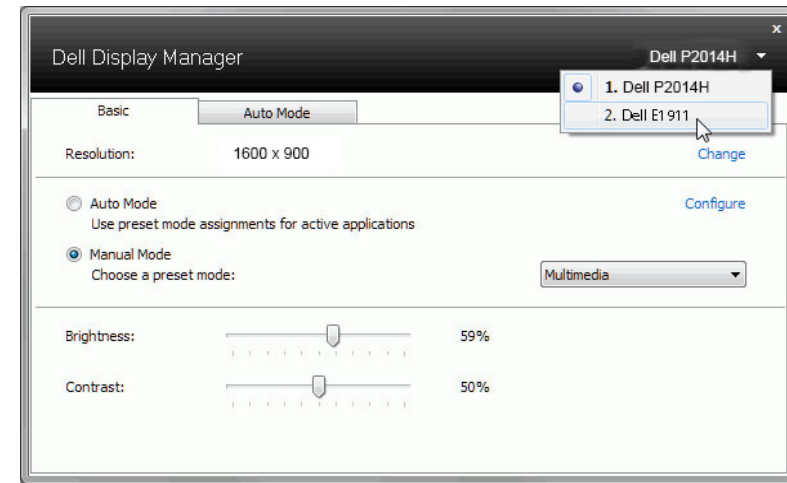 x
Dell Display Manager
Dell P2014H
1. Dell P2014H
2. Dell E1911
Basic
Auto Mode
Resolution:
1600 x 900
Change
Auto Mode
Configure
Use preset mode assignments for active applications
Manual Mode
Choose a preset mode:
Multimedia
Brightness:
59%
Contrast:
50%